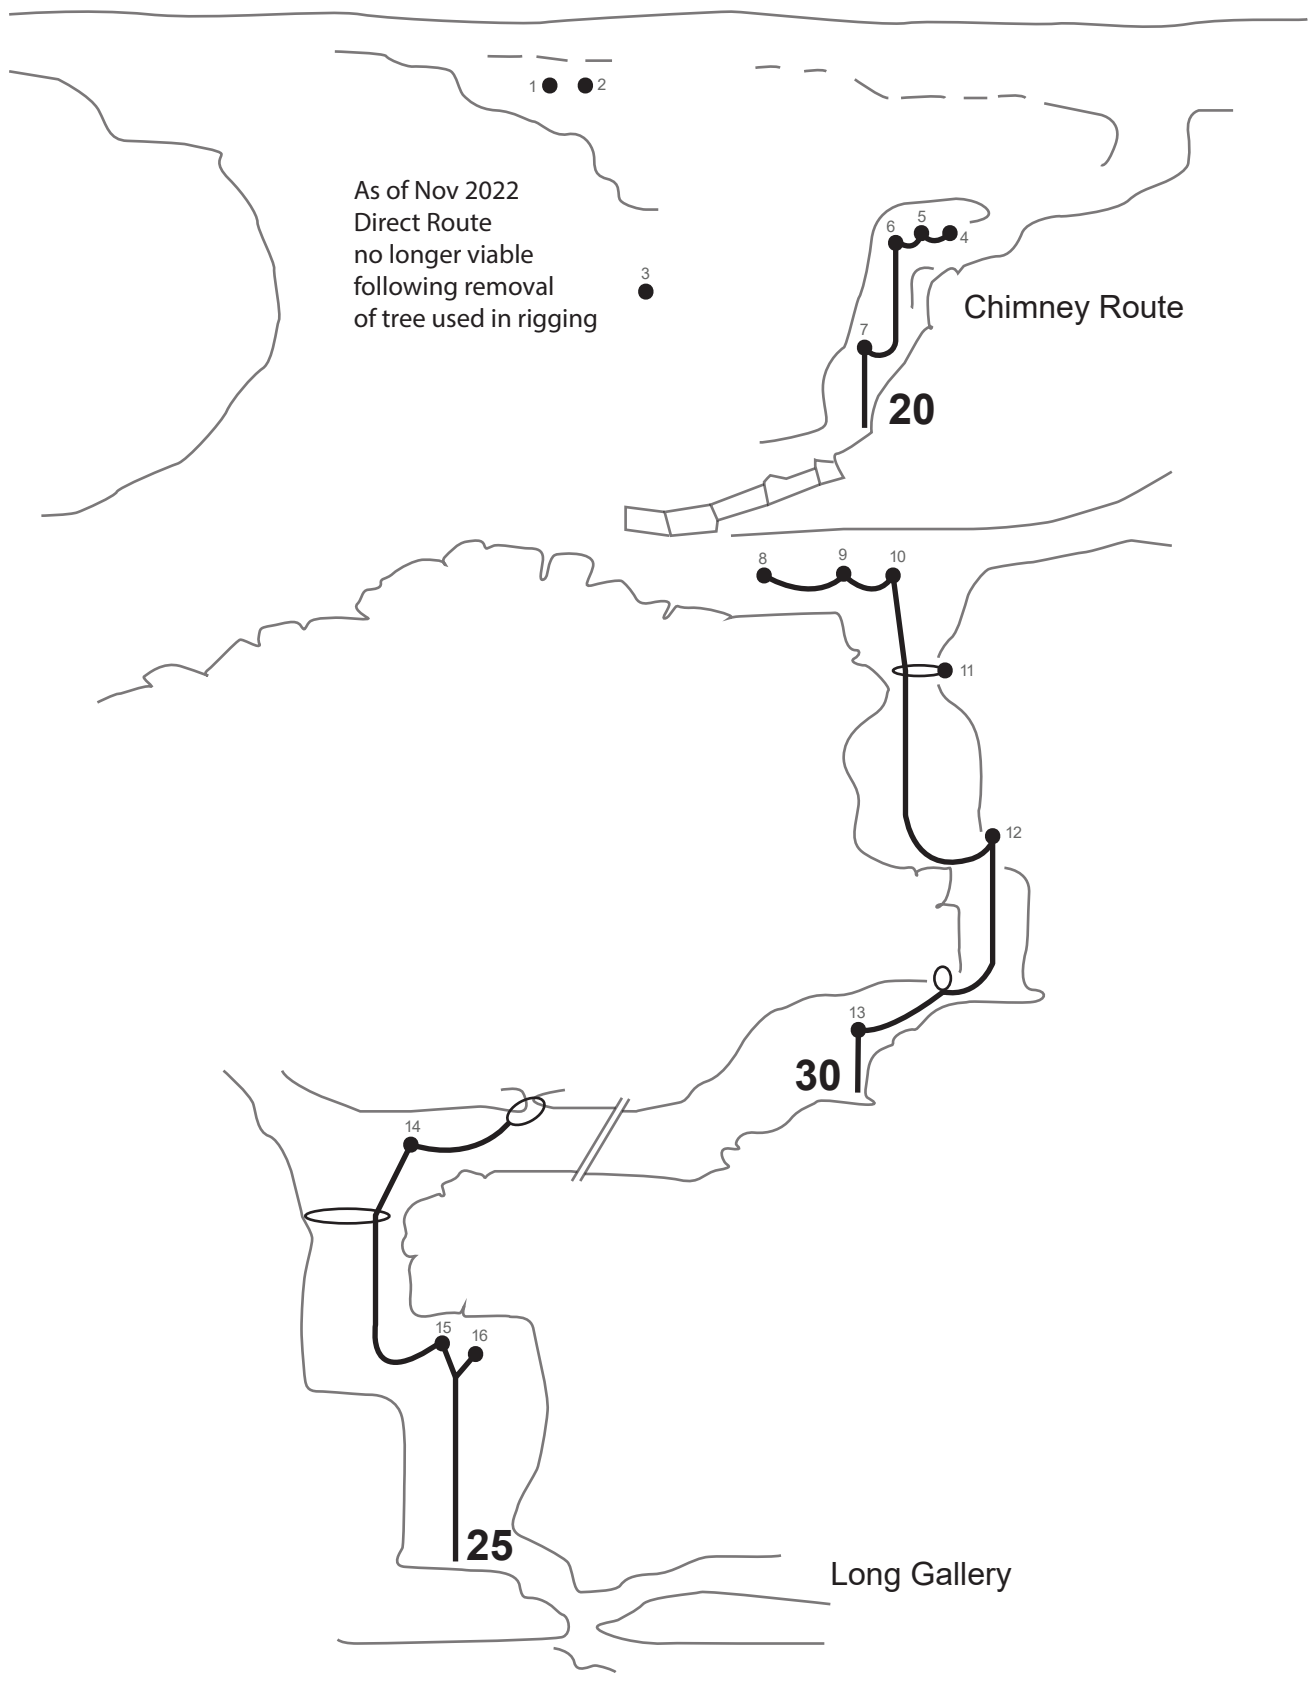 1
2
As of Nov 2022
Direct Route
no longer viable
following removal
of tree used in rigging
3
5
6
4
Chimney Route
7
20
8
9
10
11
12
13
30
14
15
16
25
Long Gallery